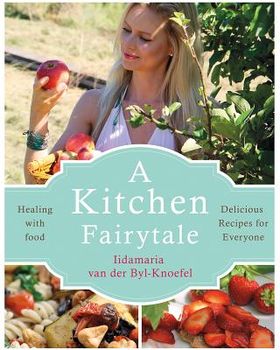 A
Kitchen
Fairytale
Healing
with
food
Delicious
Recipes for
Everyone
Iidamaria
van der Byl-Knoefel